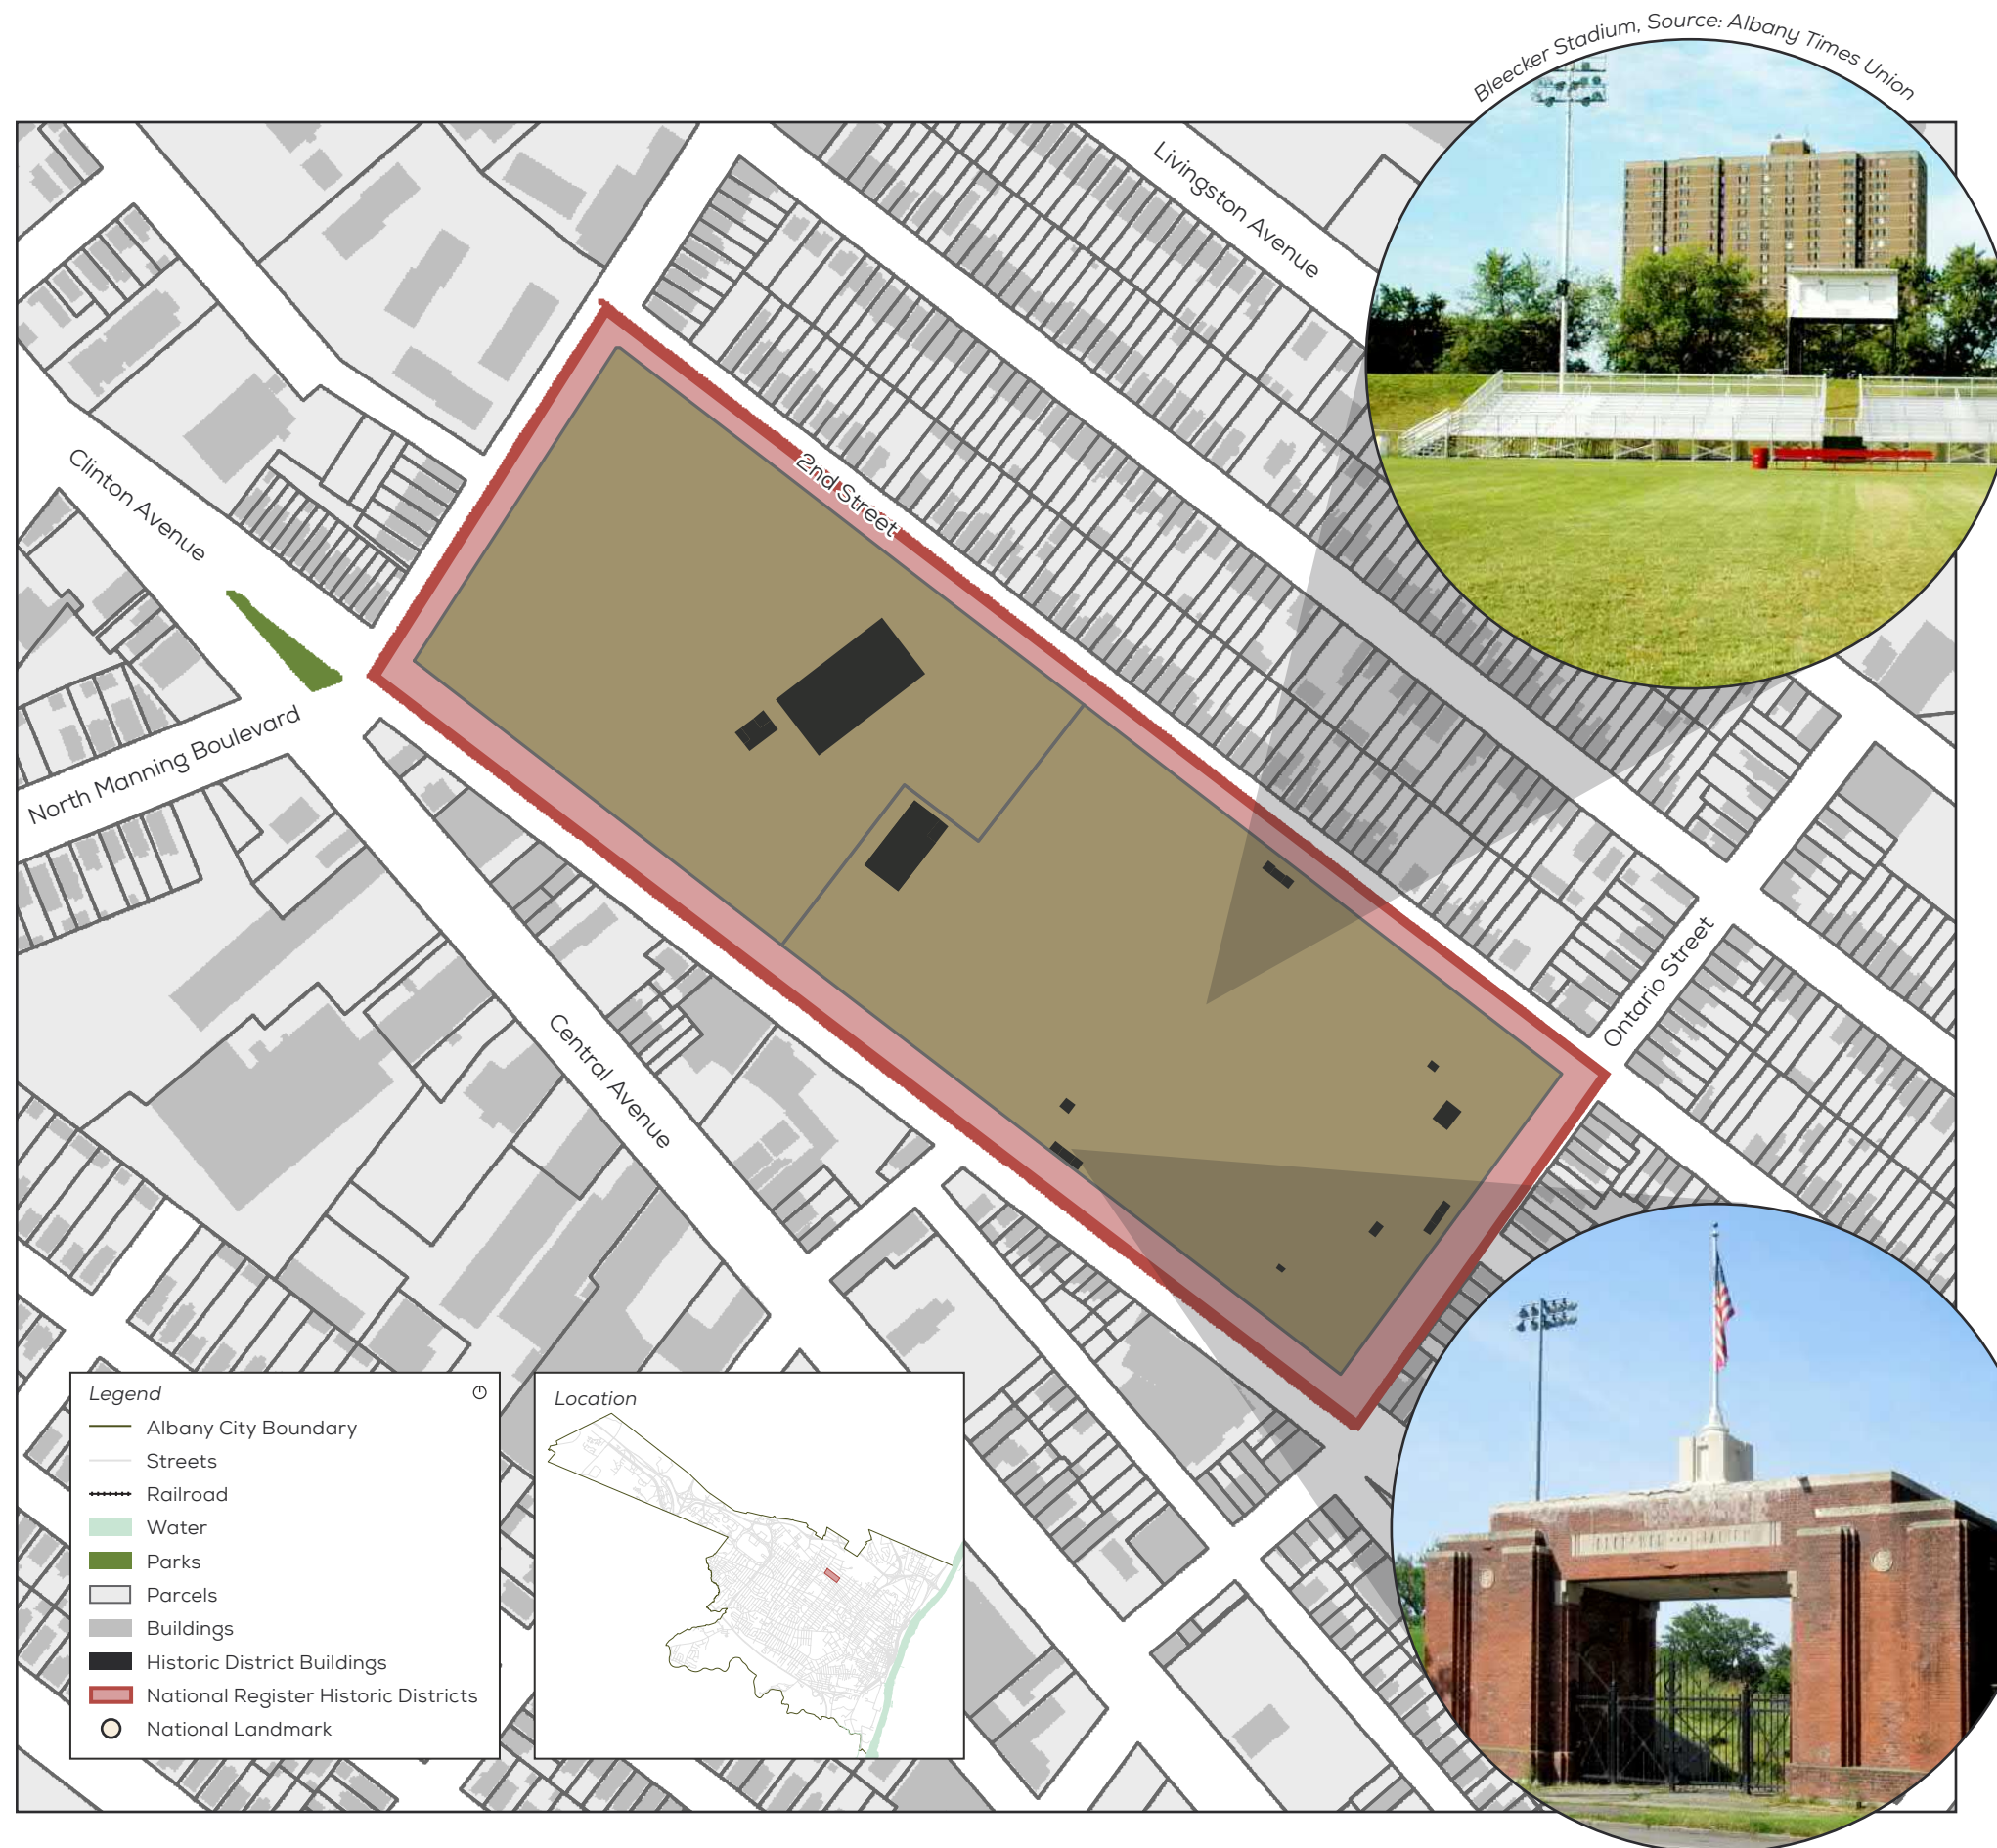 Bleecker Stadium, Source: Albany Times Union
Livingston Avenue
2nd Street
Clinton Avenue
North Manning Boulevard
Ontario Street
Central Avenue
Legend
Albany City Boundary
Streets
Railroad
Water
Parks
Parcels
Buildings
Historic District Buildings
National Register Historic Districts
National Landmark
Location